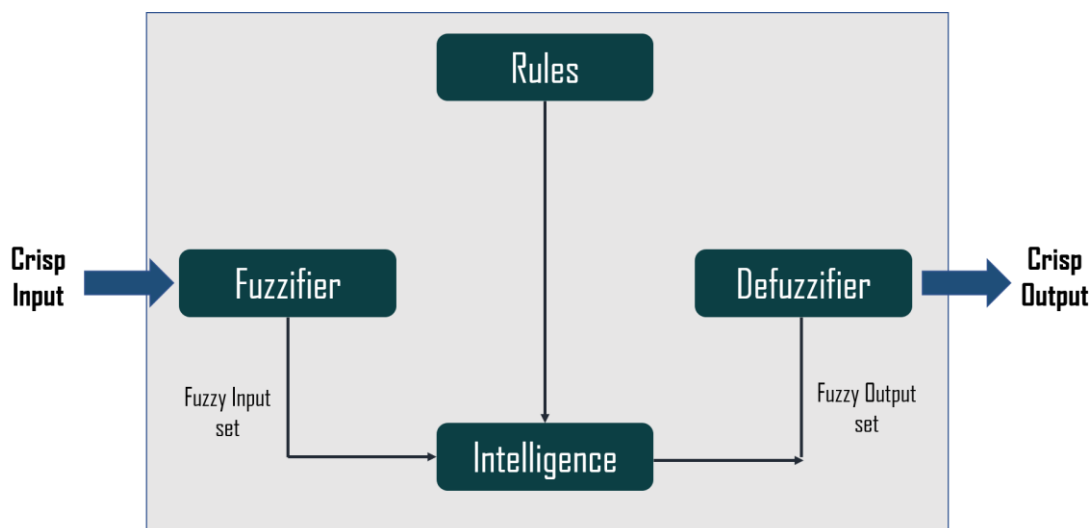 Rules
Crisp
Input
Fuzzifier
Defuzzifier
Crisp
Output
Fuzzy Input
set
Fuzzy Output
set
Intelligence